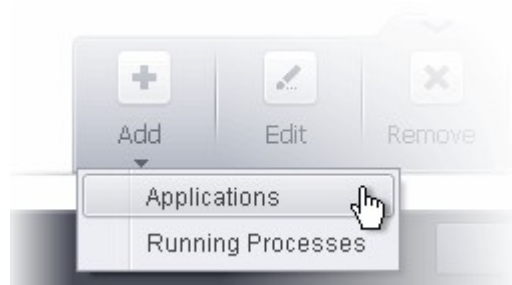 Add Edit Remove
Applications
Running Processes